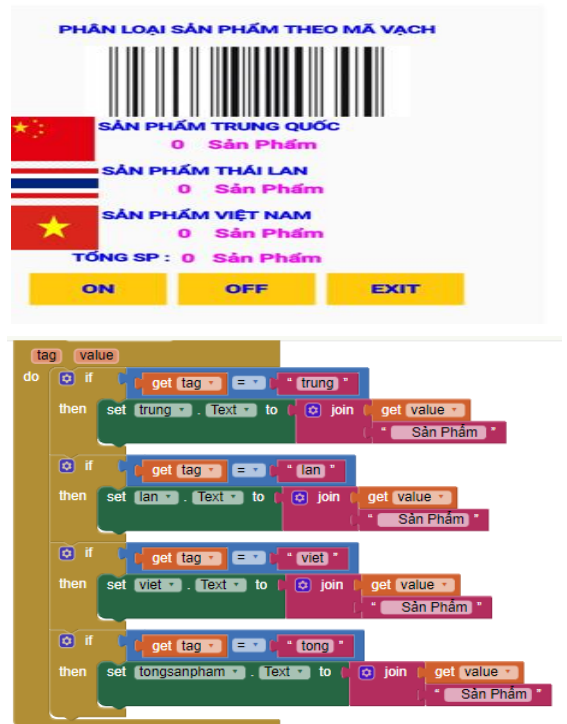 PHÂN LOẠI SẢN PHẨM THEO MÃ VẠCH
SẢN PHẨM TRUNG QUỐC
0 Sản Phẩm
SẢN PHẨM THÁI LAN
0 Sản Phẩm
SẢN PHẨM VIỆT NAM
0 Sản Phẩm
TỔNG SP : 0 Sản Phẩm
ON OFF EXIT
tag value
do if get tag = " trung "
then set trung . Text to join get value
" Sản Phẩm "
if get tag = " lan "
then set lan . Text to join get value
" Sản Phẩm "
if get tag = " viet "
then set viet . Text to join get value
" Sản Phẩm "
if get tag = " tong "
then set tongsanpham . Text to join get value
" Sản Phẩm "